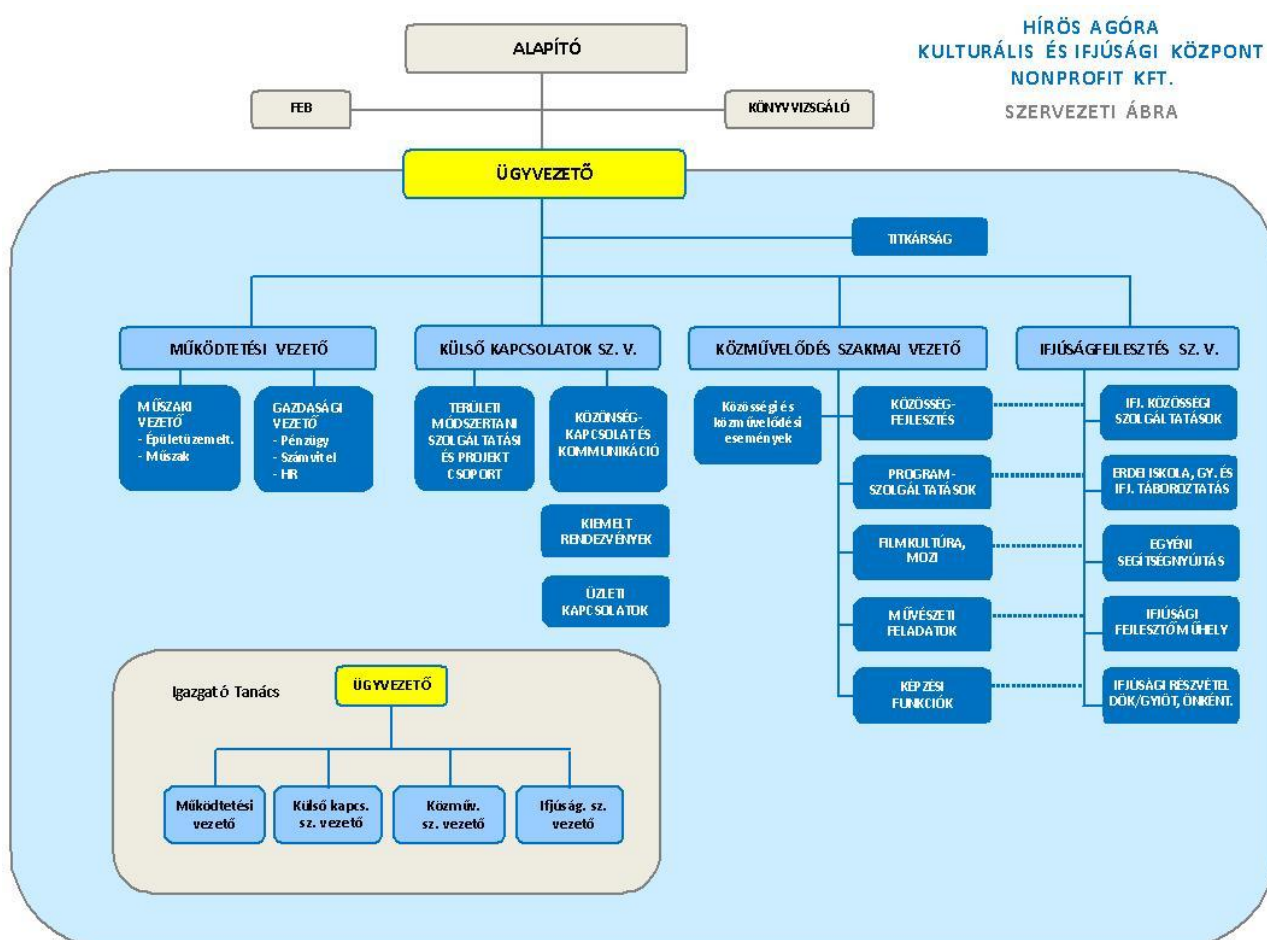 HÍRÖS AGÓRA
KULTURÁLIS ÉS IFJÚSÁGI KÖZPONT
NONPROFIT KFT.
SZERVEZETI ÁBRA
ALAPÍTÓ
FEB
KÖNYVVIZSGÁLÓ
ÜGYVEZETŐ
TITKÁRSÁG
MŰKÖDTETÉSI VEZETŐ
MŰSZAKI
VEZETŐ
- Épületüzemelt.
- Műszak
GAZDASÁGI
VEZETŐ
- Pénzügy
- Számvitel
- HR
KÜLSŐ KAPCSOLATOK SZ. V.
TERÜLETI
MÓDSZERTANI
SZOLGÁLTATÁSI
ÉS PROJEKT
CSOPORT
KÖZÖNSÉG-
KAPCSOLAT ÉS
KOMMUNIKÁCIÓ
KIEMELT
RENDEZVÉNYEK
ÜZLETI
KAPCSOLATOK
KÖZMŰVELŐDÉS SZAKMAI VEZETŐ
Közösségi és
közművelődési
események
KÖZÖSSÉG-
FEJLESZTÉS
PROGRAM-
SZOLGÁLTATÁSOK
FILMKULTÚRA,
MOZI
MŰVÉSZETI
FELADATOK
KÉPZÉSI
FUNKCIÓK
IFJÚSÁGFEJLESZTÉS SZ. V.
IFJ. KÖZÖSSÉGI
SZOLGÁLTATÁSOK
ERDEI ISKOLA, GY. ÉS
IFJ. TÁBOROZTATÁS
EGYÉNI
SEGÍTSÉGNYÚJTÁS
IFJÚSÁGI
FEJLESZTŐMŰHELY
IFJÚSÁGI RÉSZVÉTEL
DÖK/GYIÖT, ÖNKÉNT.
Igazgató Tanács
ÜGYVEZETŐ
Működtetési
vezető
Külső kapcs.
sz. vezető
Közműv.
sz. vezető
Ifjúság. sz.
vezető